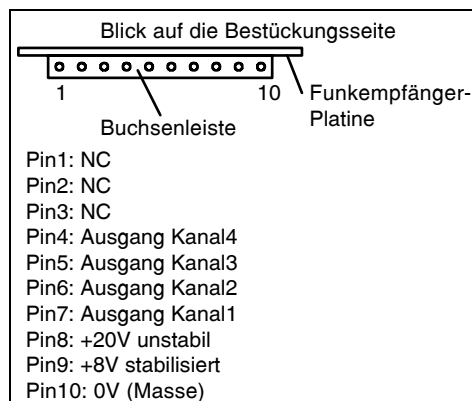 Blick auf die Bestückungsseite
1 10
Funkempfänger-
Platine
Buchsenleiste
Pin1: NC
Pin2: NC
Pin3: NC
Pin4: Ausgang Kanal4
Pin5: Ausgang Kanal3
Pin6: Ausgang Kanal2
Pin7: Ausgang Kanal1
Pin8: +20V unstabil
Pin9: +8V stabilisiert
Pin10: 0V (Masse)